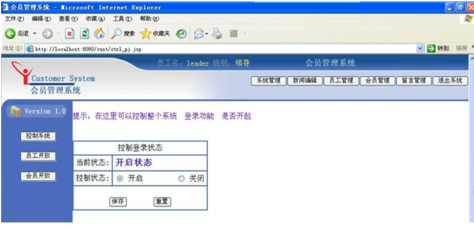 会员管理系统 - Microsoft Internet Explorer
文件(F) 编辑(E) 查看(V) 收藏(A) 工具(T) 帮助(H)
后退 搜索 收藏夹
地址(D) http://localhost:8080/cust/ctrl_pj.jsp 转到 链接
员工名：leader 级别：领导 会员管理系统
Customer System
会员管理系统
系统管理 新闻编辑 员工管理 会员管理 留言管理 退出系统
Version 1.0
提示：在这里可以控制整个系统 登录功能 是否开起
控制系统
员工开放
会员开放
控制登录状态
当前状态: 开启状态
控制状态: 开启 关闭
保存 重置